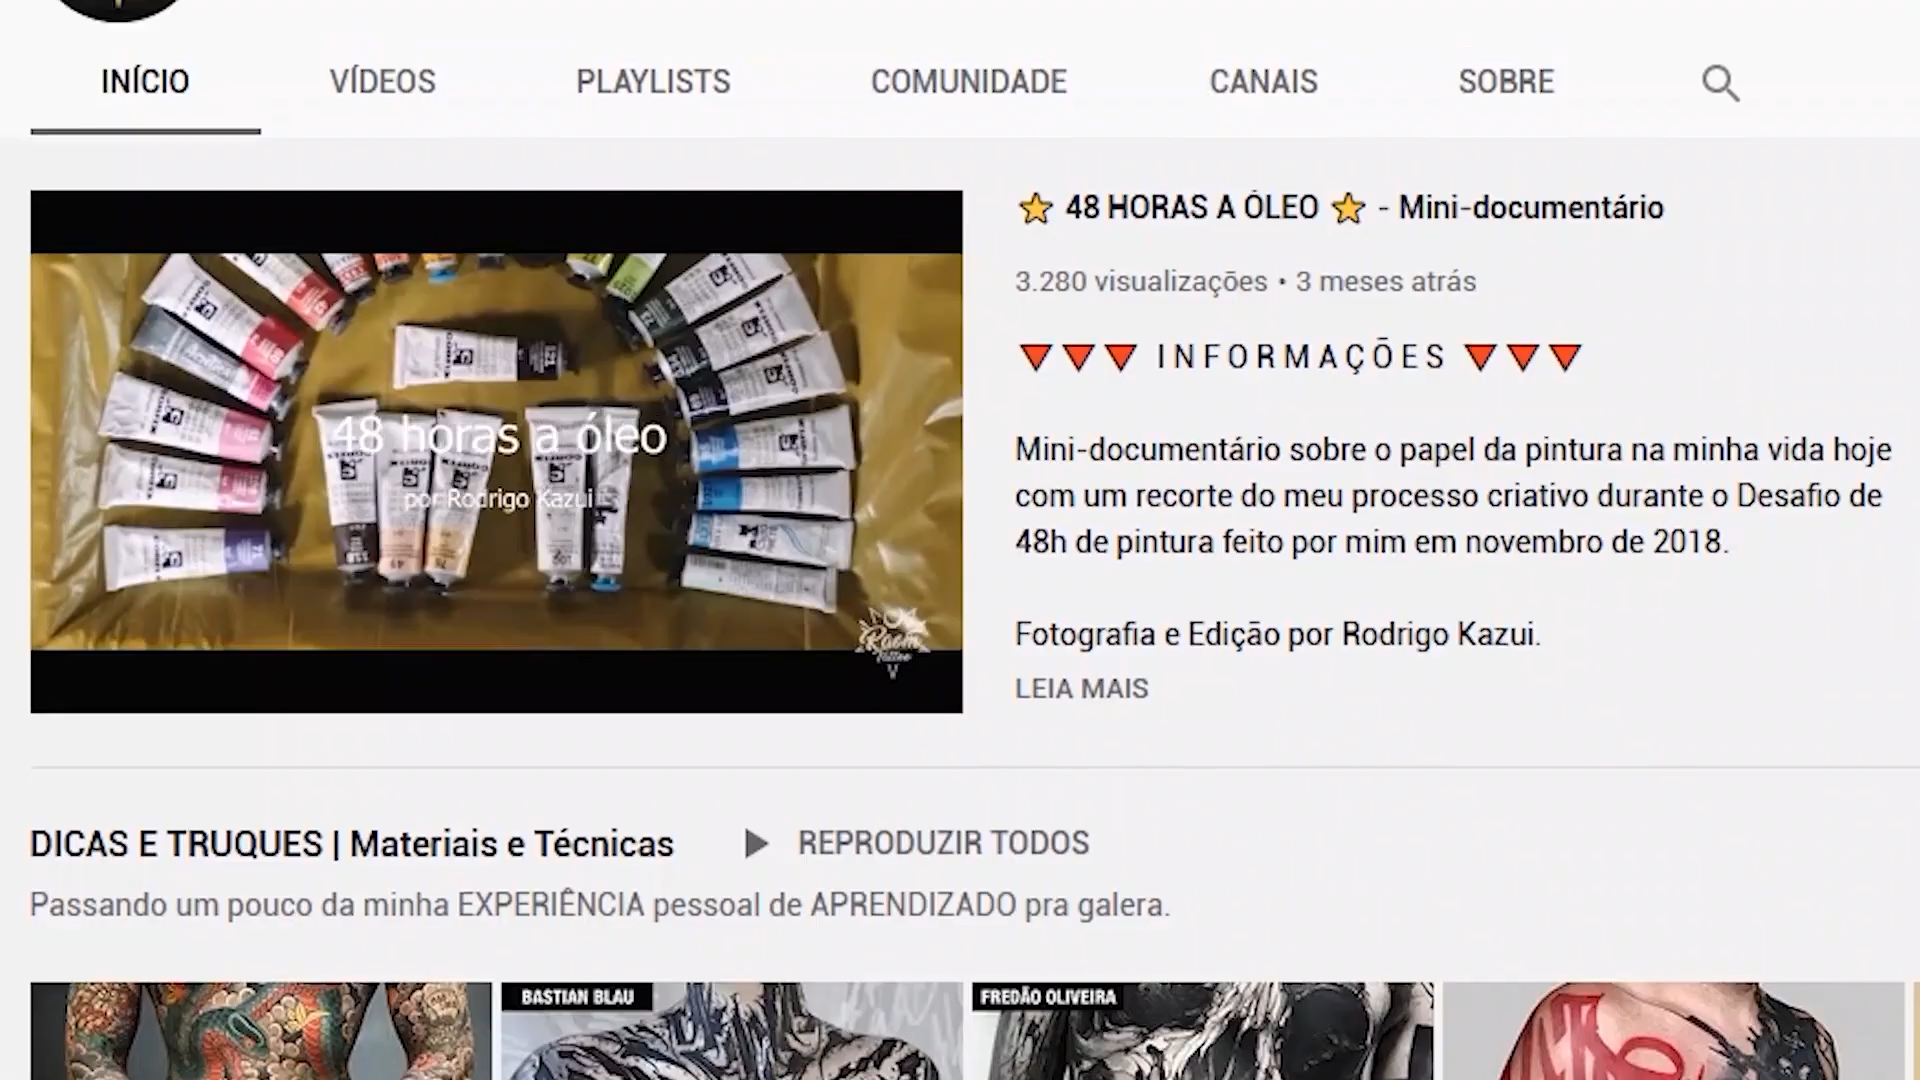 INÍCIO VÍDEOS PLAYLISTS COMUNIDADE CANAIS SOBRE
48 horas a óleo
por Rodrigo Kazui
⭐ 48 HORAS A ÓLEO ⭐ - Mini-documentário
3.280 visualizações • 3 meses atrás
🔻🔻🔻 I N F O R M A Ç Õ E S 🔻🔻🔻
Mini-documentário sobre o papel da pintura na minha vida hoje
com um recorte do meu processo criativo durante o Desafio de
48h de pintura feito por mim em novembro de 2018.
Fotografia e Edição por Rodrigo Kazui.
LEIA MAIS
DICAS E TRUQUES | Materiais e Técnicas ▶ REPRODUZIR TODOS
Passando um pouco da minha EXPERIÊNCIA pessoal de APRENDIZADO pra galera.
BASTIAN BLAU
FREDÃO OLIVEIRA